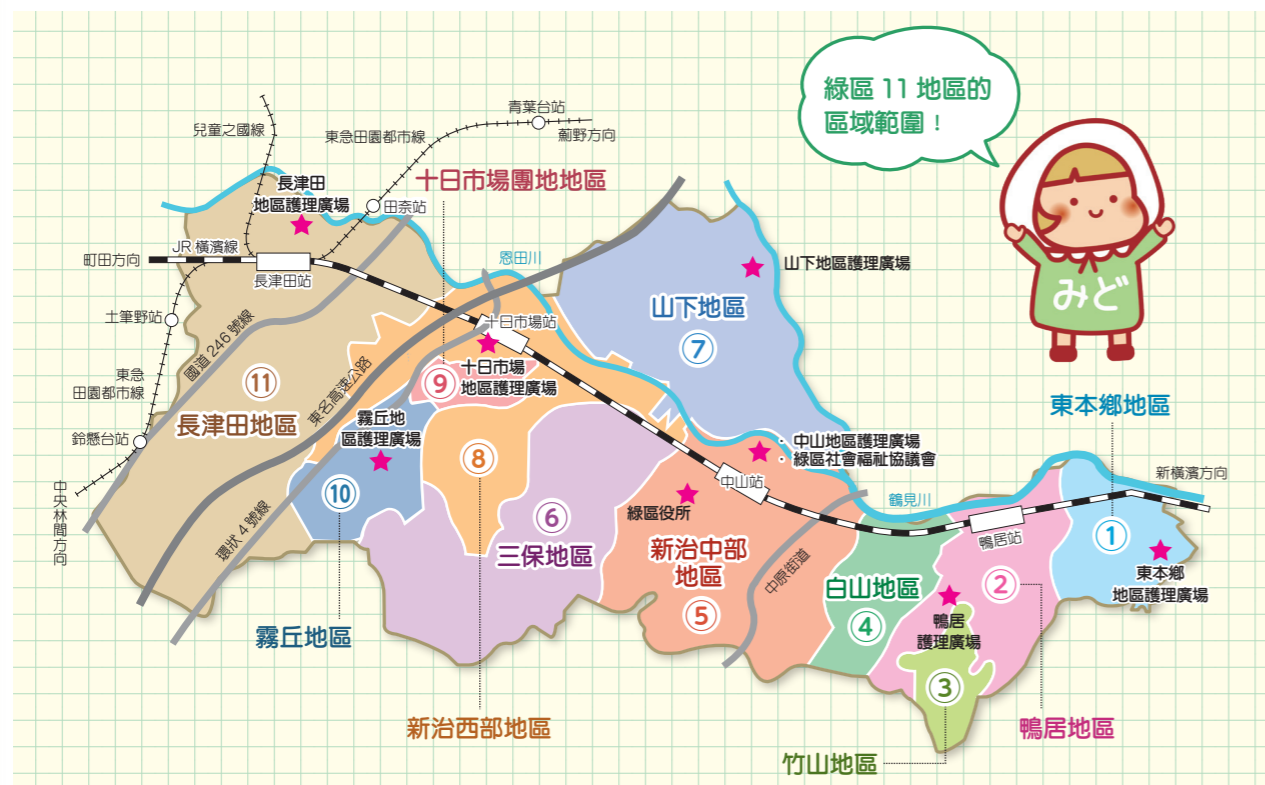 綠區 11 地區的
區域範圍！
みど
兒童之國線
東急田園都市線
青葉台站
薊野方向
十日市場團地地區
長津田
地區護理廣場
田奈站
JR 橫濱線
町田方向
長津田站
恩田川
山下地區護理廣場
山下地區
⑦
土筆野站
國道 246 號線
十日市場站
十日市場
地區護理廣場
⑨
東急
田園都市線
東名高速公路
⑪
長津田地區
霧丘地
區護理廣場
東本鄉地區
鈴懸台站
⑧
・ 中山地區護理廣場
・ 綠區社會福祉協議會
中山站
新橫濱方向
中央林間方向
⑩
環狀 4 號線
⑥
三保地區
綠區役所
鶴見川
鴨居站
①
新治中部
地區
⑤
中原街道
白山地區
④
②
東本鄉
地區護理廣場
鴨居
護理廣場
③
霧丘地區
新治西部地區
鴨居地區
竹山地區